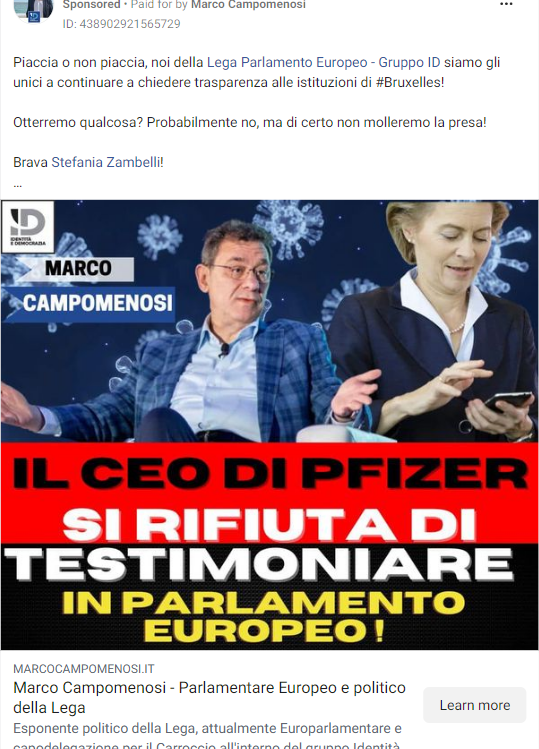 Sponsored • Paid for by Marco Campomenosi
ID: 438902921565729
Piaccia o non piaccia, noi della Lega Parlamento Europeo - Gruppo ID siamo gli
unici a continuare a chiedere trasparenza alle istituzioni di #Bruxelles!
Otterremo qualcosa? Probabilmente no, ma di certo non molleremo la presa!
Brava Stefania Zambelli!
...
ID
IDENTITÀ
E DEMOCRAZIA
MARCO
CAMPOMENOSI
IL CEO DI PFIZER
SI RIFIUTA DI
TESTIMONIARE
IN PARLAMENTO
EUROPEO!
MARCOCAMPOMENOSI.IT
Marco Campomenosi - Parlamentare Europeo e politico
della Lega
Learn more
Esponente politico della Lega, attualmente Europarlamentare e
capodelegazione per il Carroccio all'interno del gruppo Identità